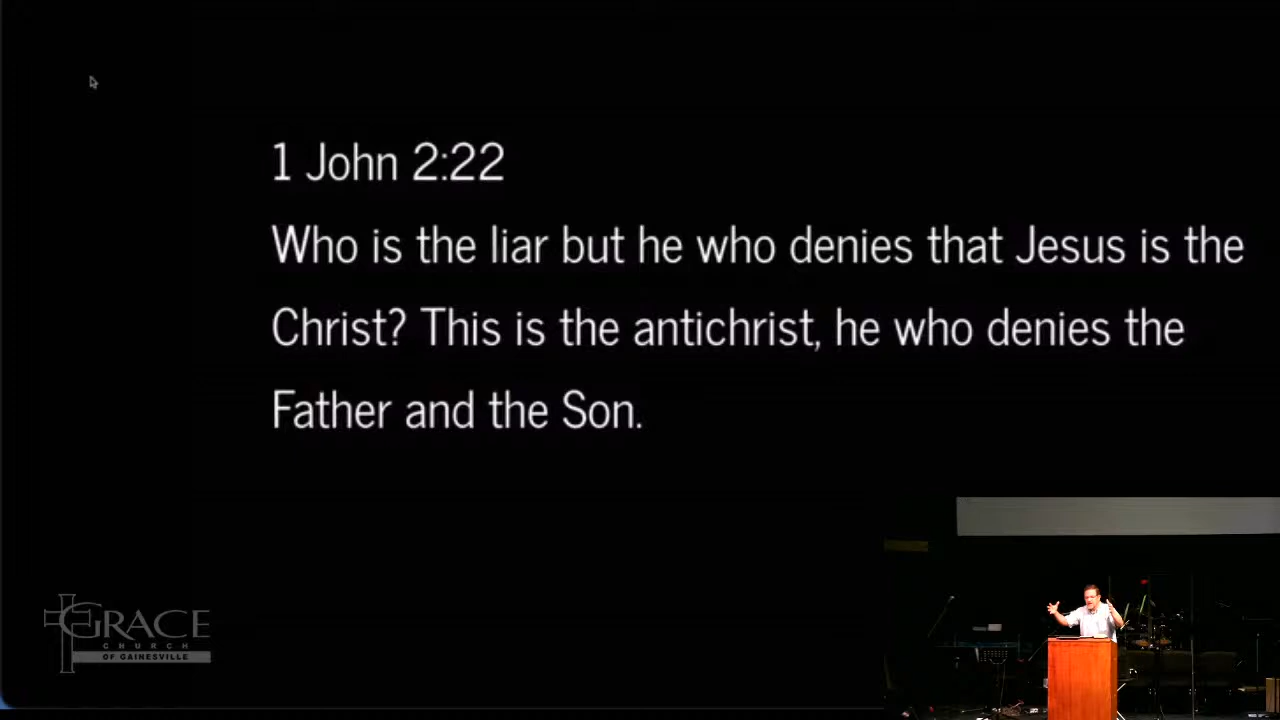 1 John 2:22
Who is the liar but he who denies that Jesus is the
Christ? This is the antichrist, he who denies the
Father and the Son.
GRACE
CHURCH
OF GAINESVILLE